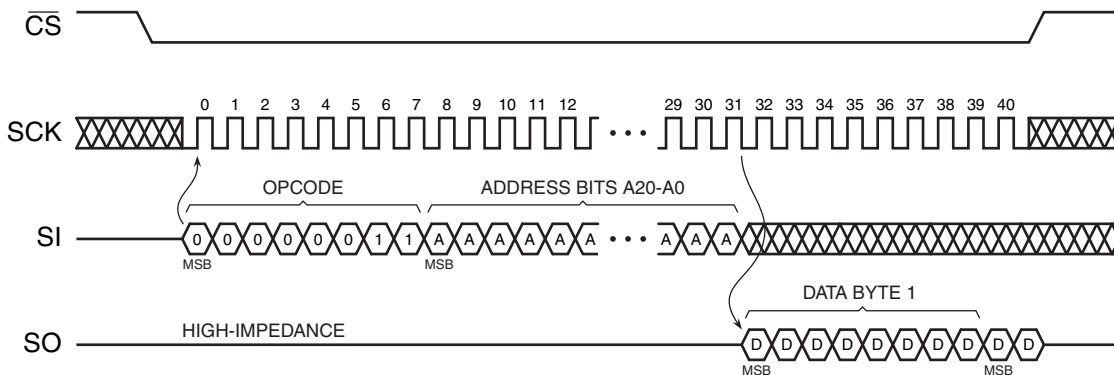 CS
0 1 2 3 4 5 6 7 8 9 10 11 12 29 30 31 32 33 34 35 36 37 38 39 40
SCK
OPCODE ADDRESS BITS A20-A0
SI 0 0 0 0 0 0 1 1 A A A A A A A A A
MSB MSB
DATA BYTE 1
HIGH-IMPEDANCE
SO D D D D D D D D D D
MSB MSB